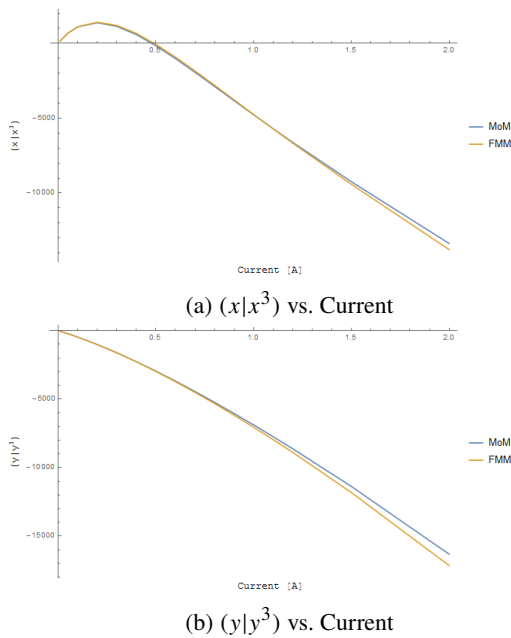 0.5
1.0
1.5
2.0
-5000
-10000
(x|x³)
MoM
FMM
Current [A]
(a) (x|x³) vs. Current
0.5
1.0
1.5
2.0
-5000
-10000
-15000
(y|y³)
MoM
FMM
Current [A]
(b) (y|y³) vs. Current